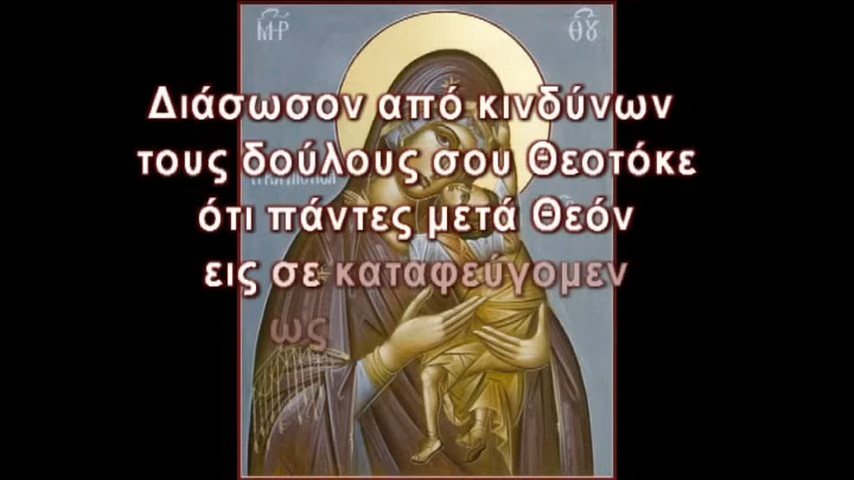 ΜΡ ΘΥ
Διάσωσον από κινδύνων
τους δούλους σου Θεοτόκε
ότι πάντες μετά Θεόν
εις σε καταφεύγομεν
ως